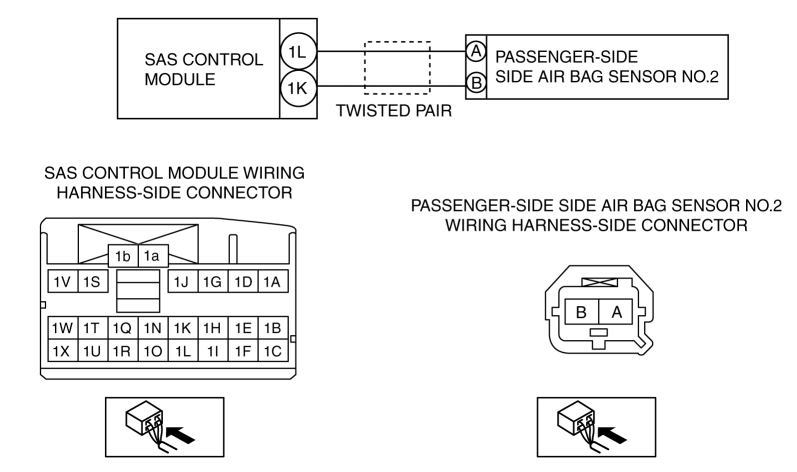 SAS CONTROL
MODULE
1L
1K
A
B
PASSENGER-SIDE
SIDE AIR BAG SENSOR NO.2
TWISTED PAIR
SAS CONTROL MODULE WIRING
HARNESS-SIDE CONNECTOR
1b 1a
1V 1S 1J 1G 1D 1A
1W 1T 1Q 1N 1K 1H 1E 1B
1X 1U 1R 1O 1L 1I 1F 1C
PASSENGER-SIDE SIDE AIR BAG SENSOR NO.2
WIRING HARNESS-SIDE CONNECTOR
B A